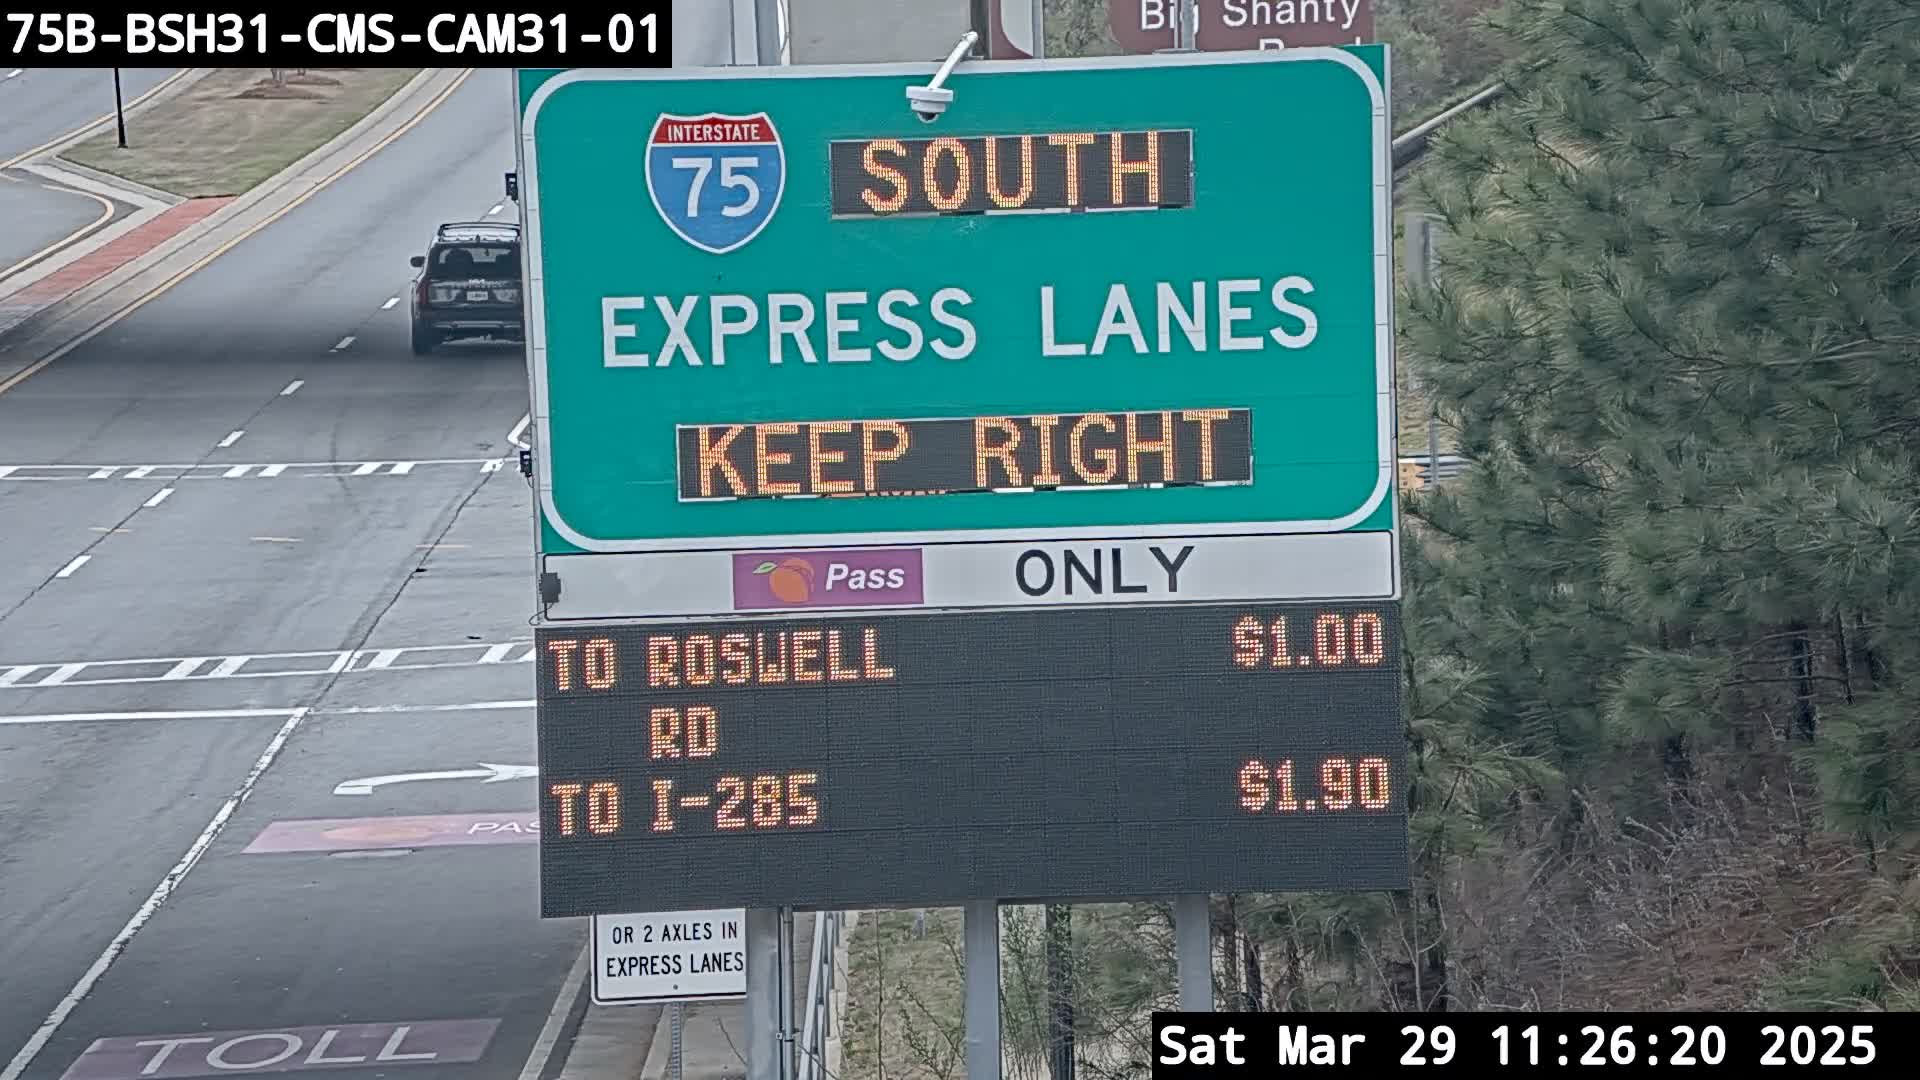 75B-BSH31-CMS-CAM31-01
Big Shanty
INTERSTATE
75
SOUTH
EXPRESS LANES
KEEP RIGHT
Pass ONLY
TO ROSWELL $1.00
RD
TO I-285 $1.90
OR 2 AXLES IN
EXPRESS LANES
TOLL
Sat Mar 29 11:26:20 2025